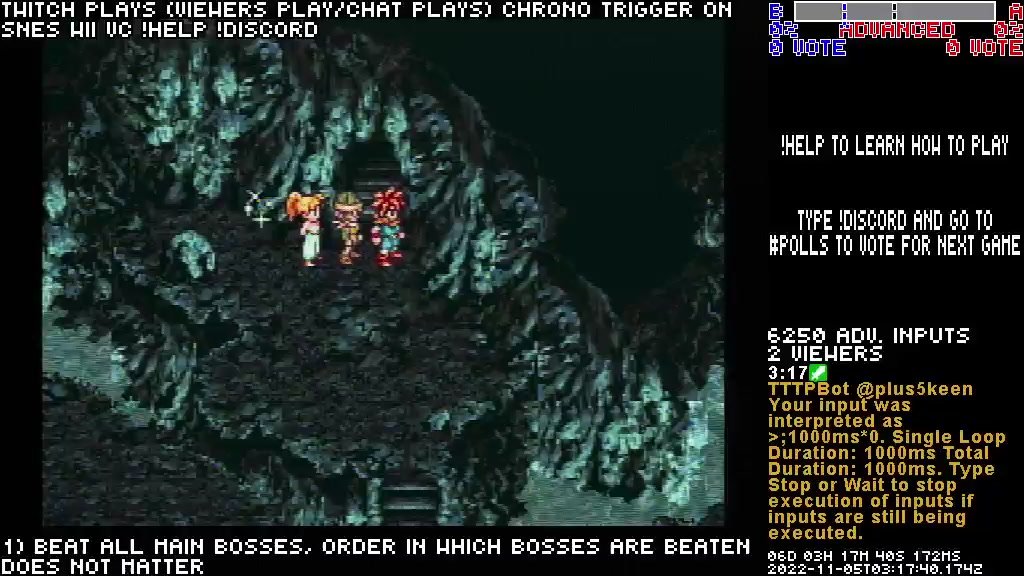 TWITCH PLAYS (VIEWERS PLAY/CHAT PLAYS) CHRONO TRIGGER ON
SNES WII VC !HELP !DISCORD
B A
0% ADVANCED 0%
0 VOTE 0 VOTE
!HELP TO LEARN HOW TO PLAY
TYPE !DISCORD AND GO TO
#POLLS TO VOTE FOR NEXT GAME
6250 ADV. INPUTS
2 VIEWERS
3:17
TTTPBot @plus5keen
Your input was
interpreted as
>;1000ms*0. Single Loop
Duration: 1000ms Total
Duration: 1000ms. Type
Stop or Wait to stop
execution of inputs if
inputs are still being
executed.
06D 03H 17M 40S 172MS
2022-11-05T03:17:40.174Z
1) BEAT ALL MAIN BOSSES, ORDER IN WHICH BOSSES ARE BEATEN
DOES NOT MATTER